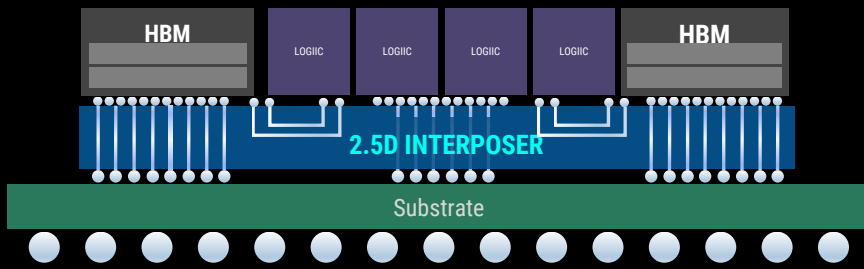 HBM
LOGIIC
LOGIIC
LOGIIC
LOGIIC
HBM
2.5D INTERPOSER
Substrate